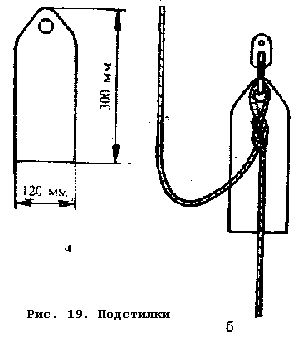 300 мм
120 мм.
а
Рис. 19. Подстилки
б